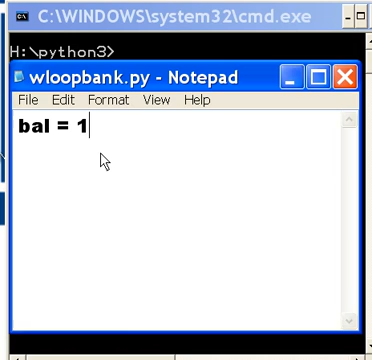 C:\WINDOWS\system32\cmd.exe
H:\python3>
wloopbank.py - Notepad
File Edit Format View Help
bal = 1